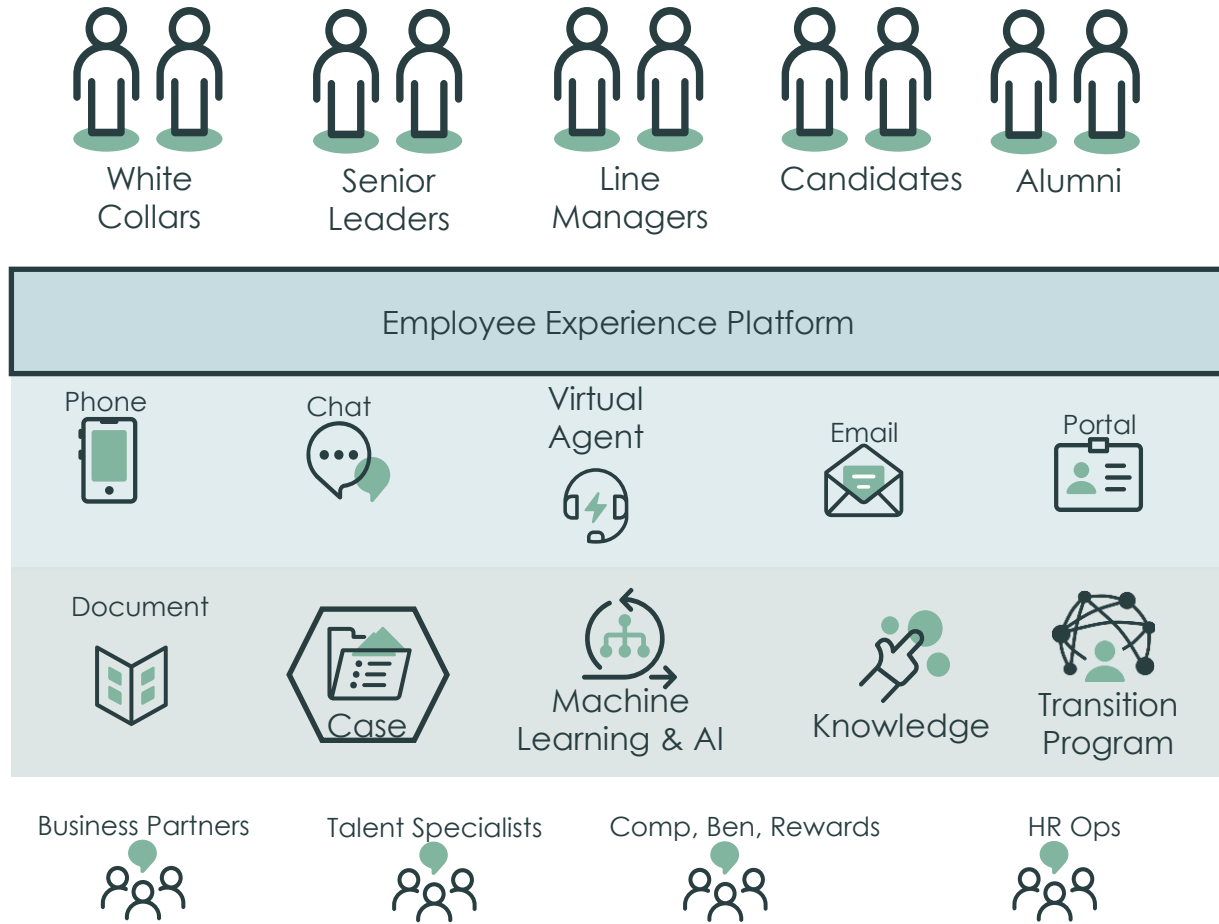 White
Collars
Senior
Leaders
Line
Managers
Candidates
Alumni
Employee Experience Platform
Phone
Chat
Virtual
Agent
Email
Portal
Document
Case
Machine
Learning & AI
Knowledge
Transition
Program
Business Partners
Talent Specialists
Comp, Ben, Rewards
HR Ops